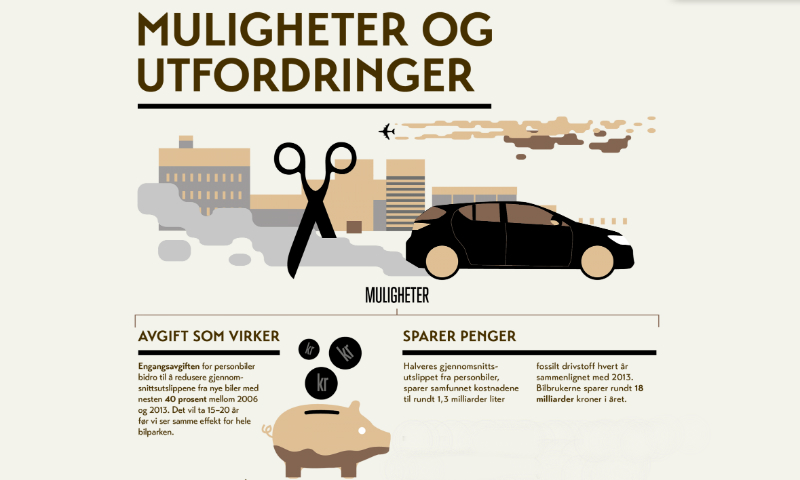 MULIGHETER OG
UTFORDRINGER
MULIGHETER
AVGIFT SOM VIRKER
Engangsavgiften for personbiler
bidro til å redusere gjennom-
snittsutslippene fra nye biler med
nesten 40 prosent mellom 2006
og 2013. Det vil ta 15–20 år
før vi ser samme effekt for hele
bilparken.
kr
kr
kr
SPARER PENGER
Halveres gjennomsnitts-
utslippet fra personbiler,
sparer samfunnet kostnadene
til rundt 1,3 milliarder liter
fossilt drivstoff hvert år
sammenlignet med 2013.
Bilbrukerne sparer rundt 18
milliarder kroner i året.